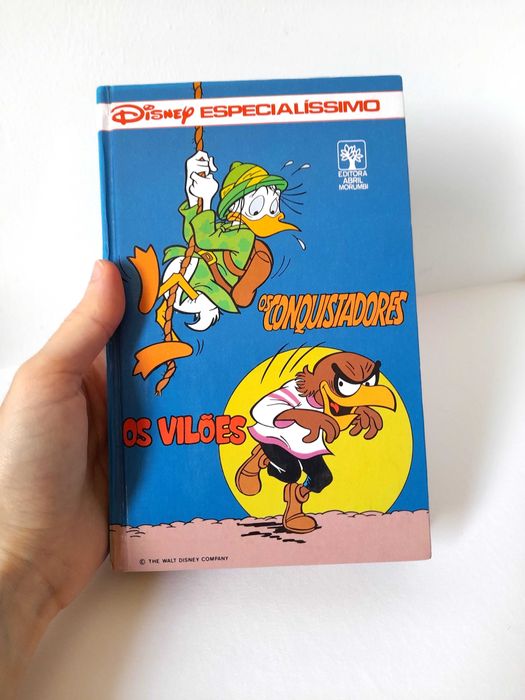 Disney ESPECIALÍSSIMO
EDITORA
ABRIL
MORUMBI
OS CONQUISTADORES
OS VILÕES
© THE WALT DISNEY COMPANY